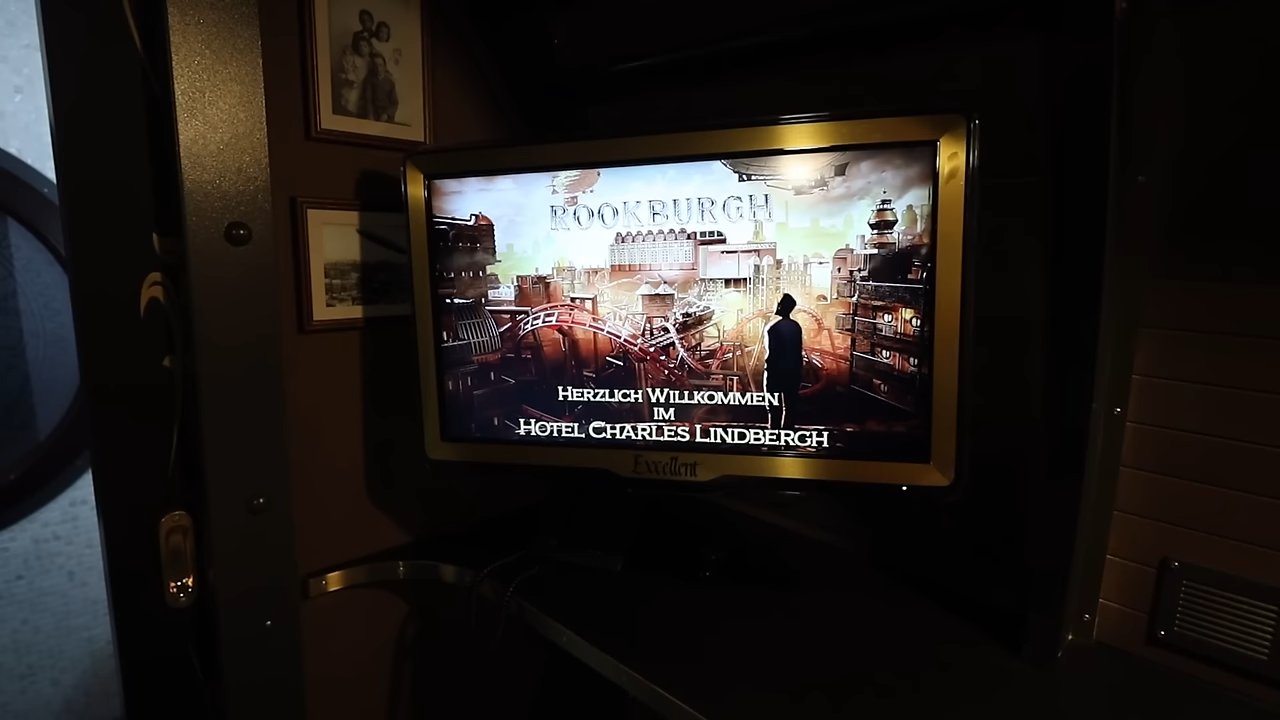 ROOKBURGH
HERZLICH WILLKOMMEN
IM
HOTEL CHARLES LINDBERGH
Excellent